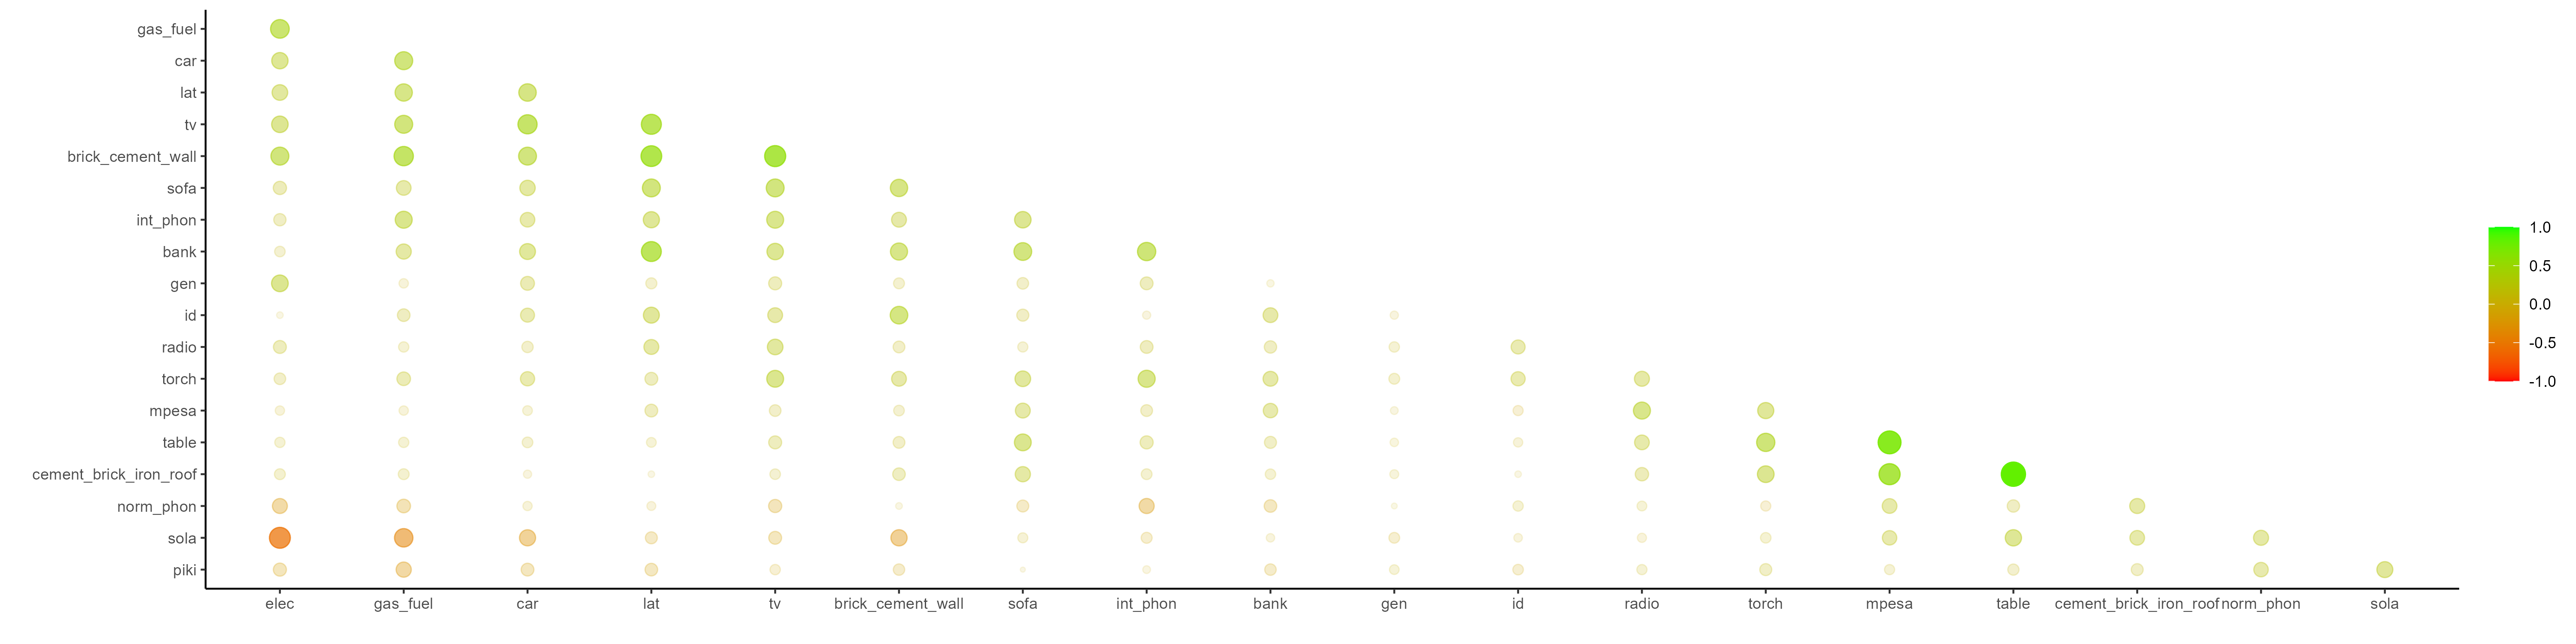 gas_fuel
car
lat
tv
brick_cement_wall
sofa
int_phon
bank
gen
id
radio
torch
mpesa
table
cement_brick_iron_roof
norm_phon
sola
piki
elec gas_fuel car lat tv brick_cement_wall sofa int_phon bank gen id radio torch mpesa table cement_brick_iron_roof norm_phon sola
1.0
0.5
0.0
-0.5
-1.0